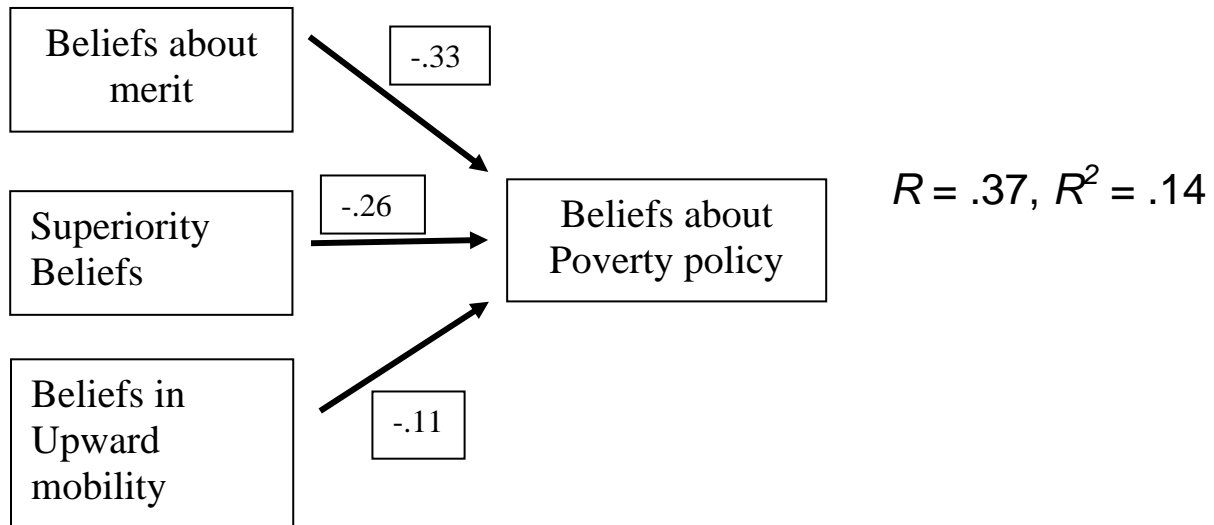 Beliefs about
merit
-.33
Superiority
Beliefs
-.26
Beliefs about
Poverty policy
R = .37, R² = .14
Beliefs in
Upward
mobility
-.11